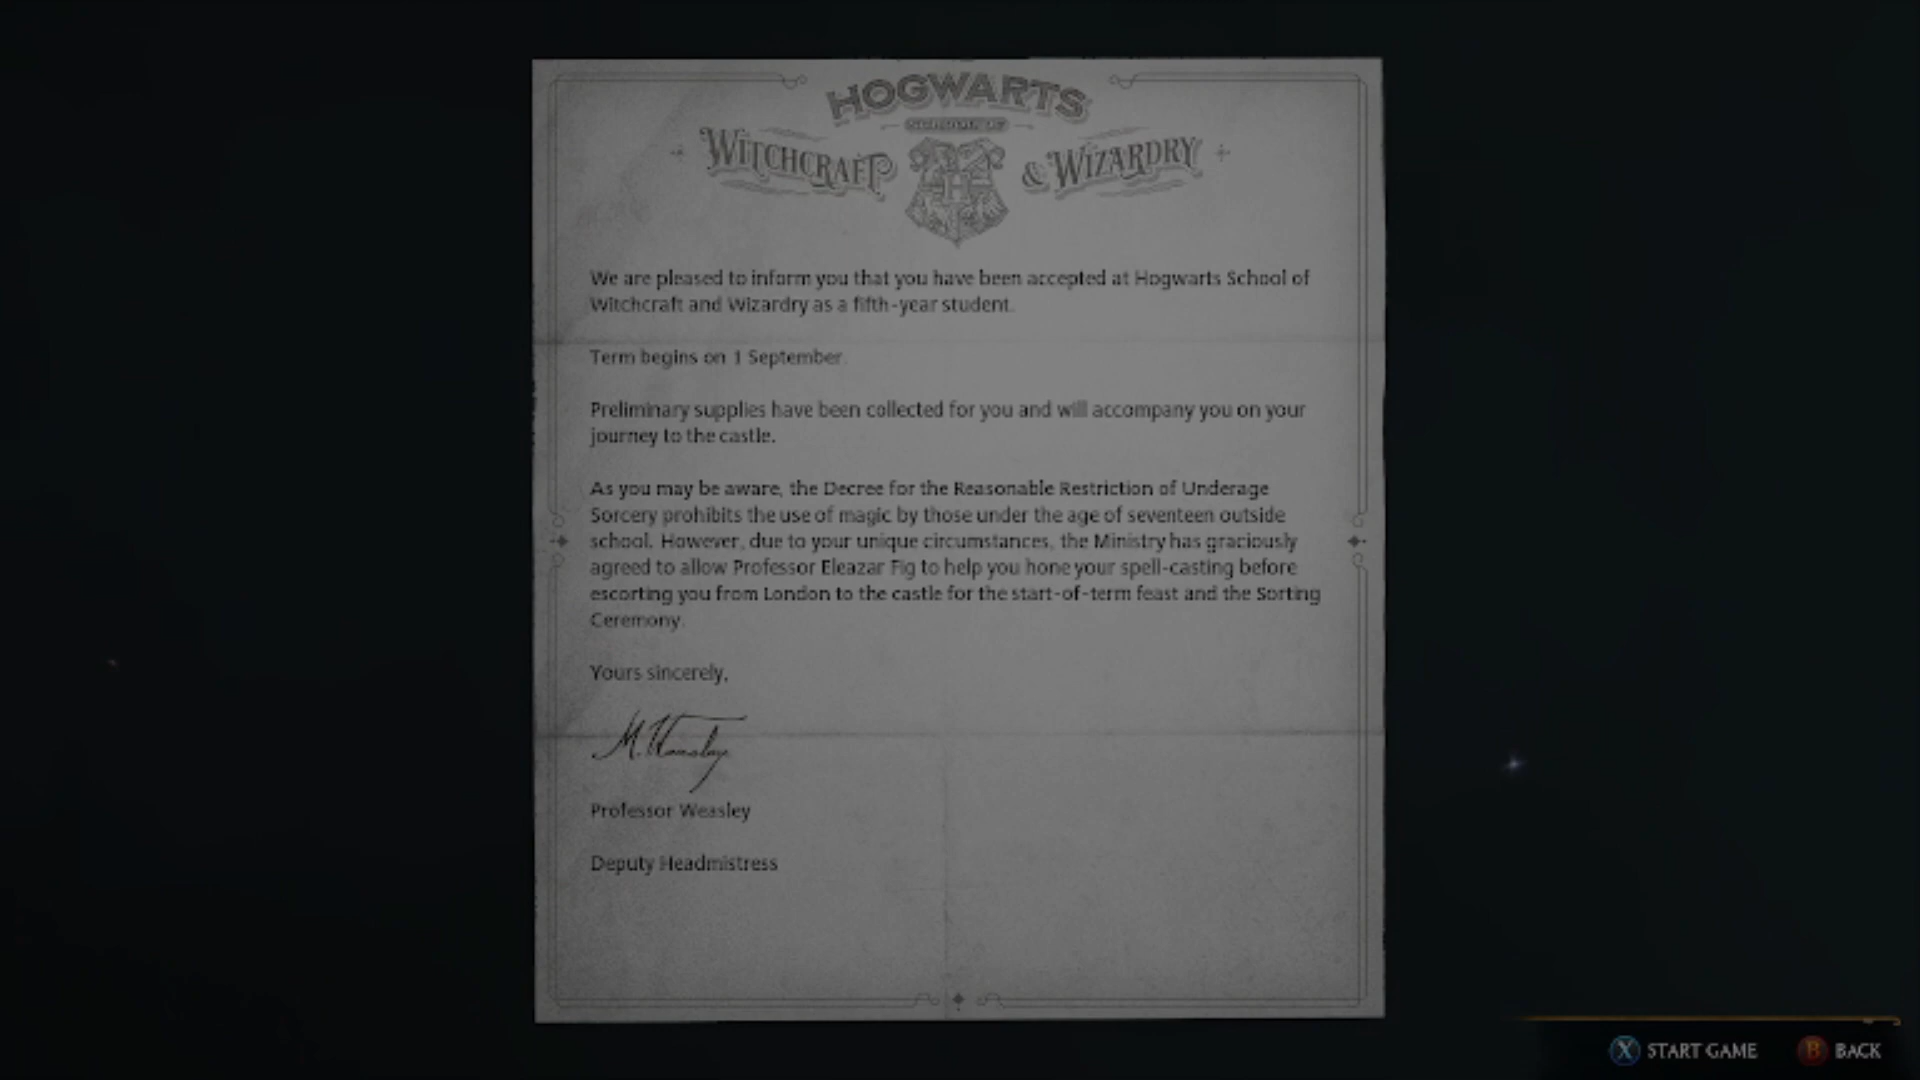 HOGWARTS
SCHOOL OF
WITCHCRAFT & WIZARDRY
H
We are pleased to inform you that you have been accepted at Hogwarts School of
Witchcraft and Wizardry as a fifth-year student.
Term begins on 1 September.
Preliminary supplies have been collected for you and will accompany you on your
journey to the castle.
As you may be aware, the Decree for the Reasonable Restriction of Underage
Sorcery prohibits the use of magic by those under the age of seventeen outside
school. However, due to your unique circumstances, the Ministry has graciously
agreed to allow Professor Eleazar Fig to help you hone your spell-casting before
escorting you from London to the castle for the start-of-term feast and the Sorting
Ceremony.
Yours sincerely,
M. Weasley
Professor Weasley
Deputy Headmistress
X START GAME B BACK